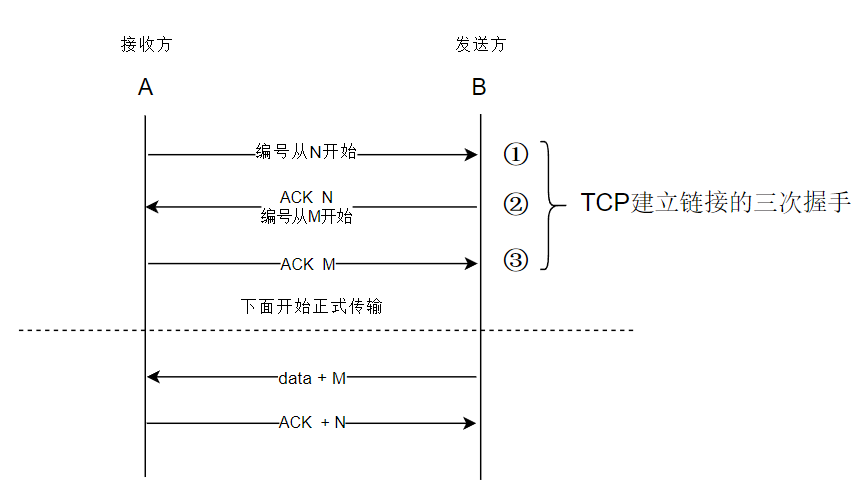 接收方
发送方
A
B
编号从N开始
①
ACK N
编号从M开始
②
TCP建立链接的三次握手
ACK M
③
下面开始正式传输
data + M
ACK + N